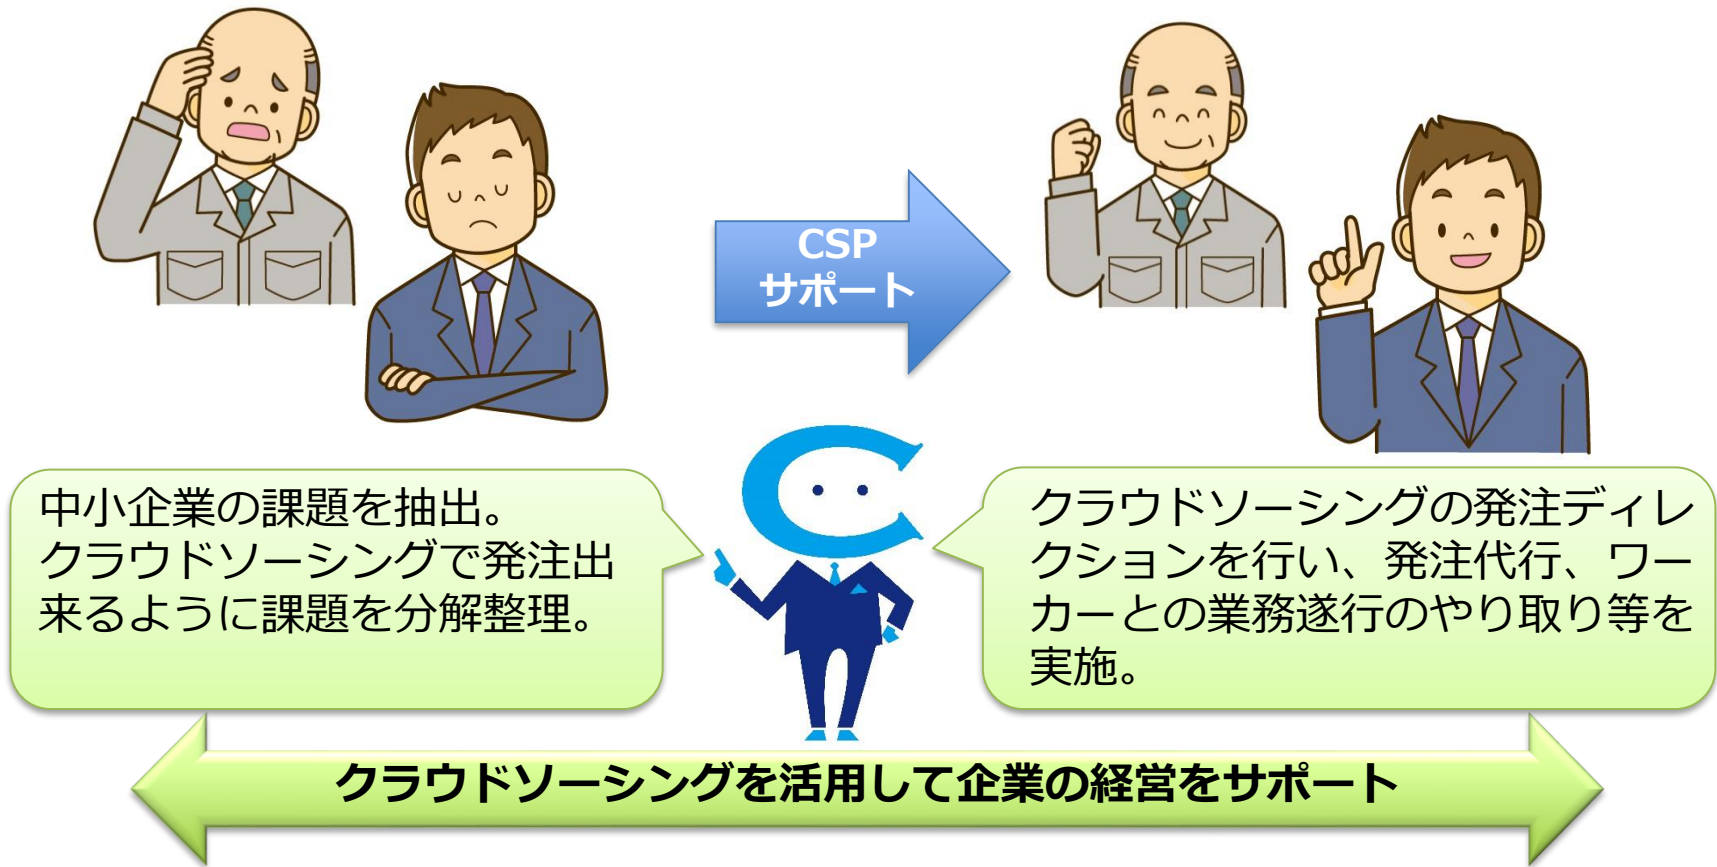 CSP
サポート
中小企業の課題を抽出。
クラウドソーシングで発注出
来るように課題を分解整理。
クラウドソーシングの発注ディレ
クションを行い、発注代行、ワー
カーとの業務遂行のやり取り等を
実施。
クラウドソーシングを活用して企業の経営をサポート